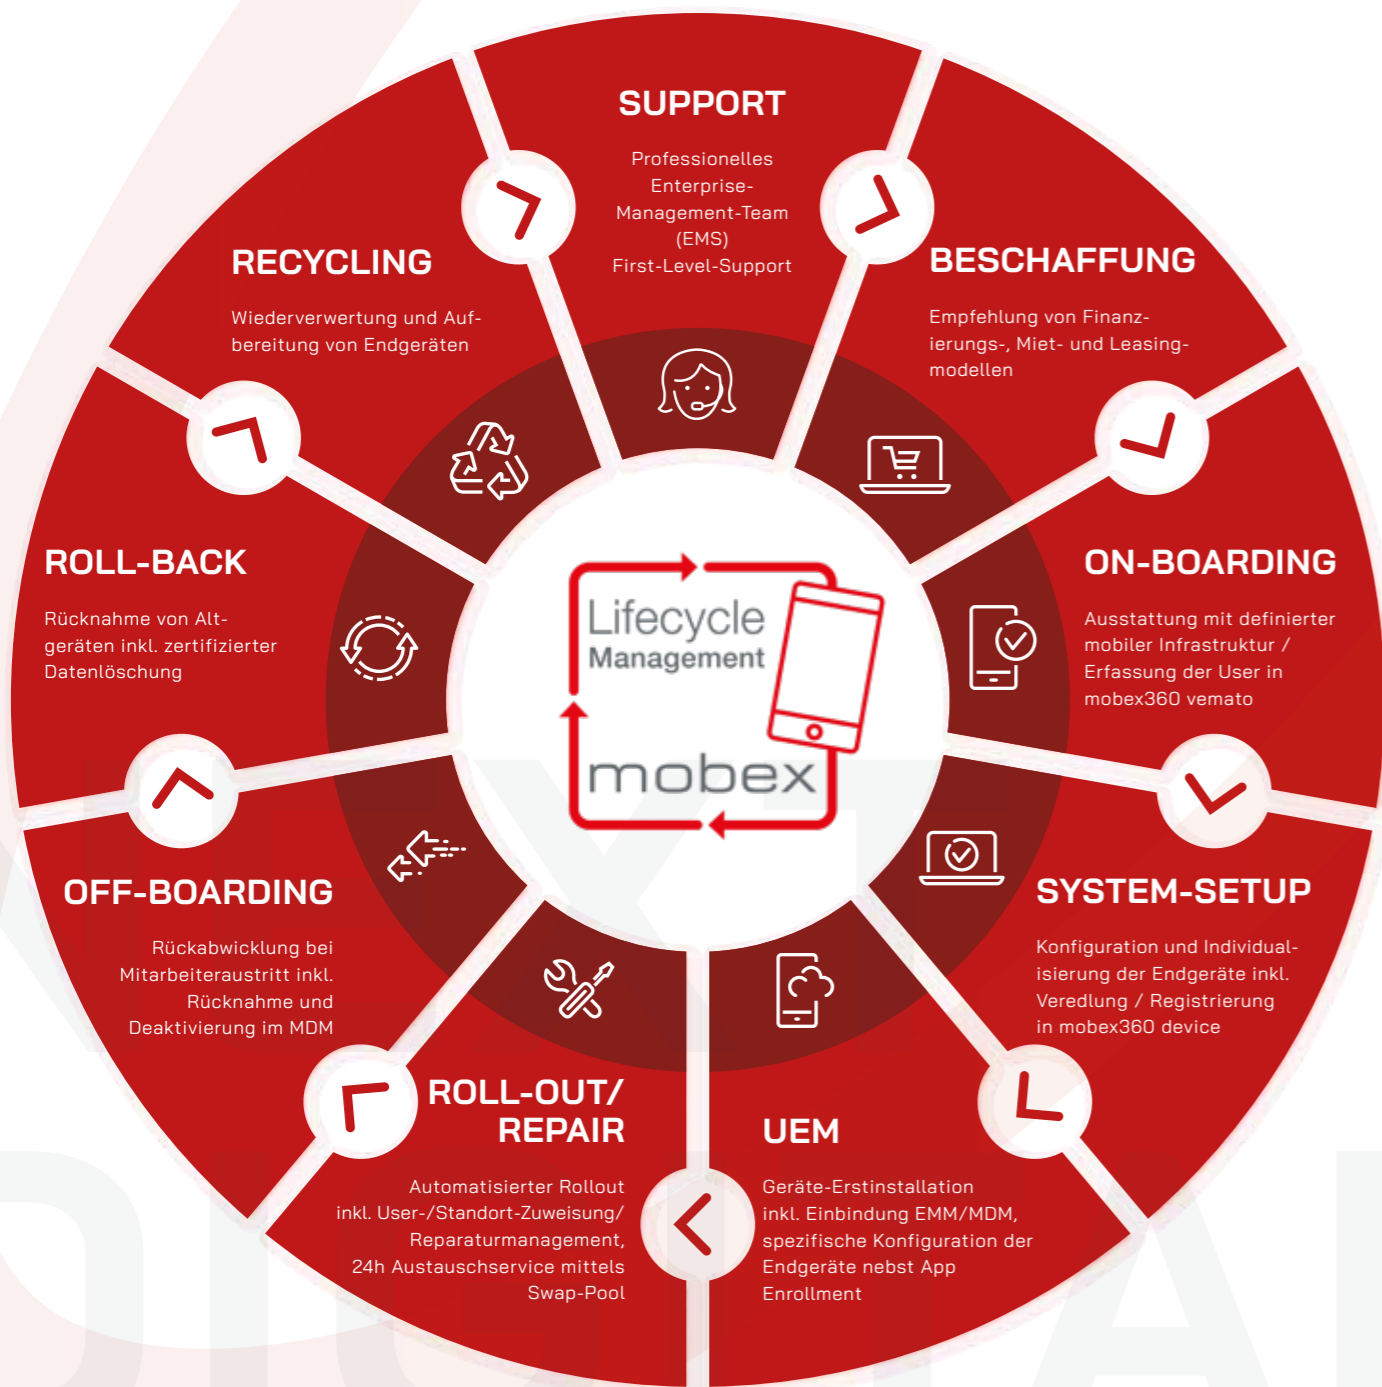 SUPPORT
Professionelles
Enterprise-
Management-Team
(EMS)
First-Level-Support
BESCHAFFUNG
Empfehlung von Finanz-
ierungs-, Miet- und Leasing-
modellen
ON-BOARDING
Ausstattung mit definierter
mobiler Infrastruktur /
Erfassung der User in
mobex360 vemato
SYSTEM-SETUP
Konfiguration und Individual-
isierung der Endgeräte inkl.
Veredlung / Registrierung
in mobex360 device
UEM
Geräte-Erstinstallation
inkl. Einbindung EMM/MDM,
spezifische Konfiguration der
Endgeräte nebst App
Enrollment
ROLL-OUT/
REPAIR
Automatisierter Rollout
inkl. User-/Standort-Zuweisung/
Reparaturmanagement,
24h Austauschservice mittels
Swap-Pool
OFF-BOARDING
Rückabwicklung bei
Mitarbeiteraustritt inkl.
Rücknahme und
Deaktivierung im MDM
ROLL-BACK
Rücknahme von Alt-
geräten inkl. zertifizierter
Datenlöschung
RECYCLING
Wiederverwertung und Auf-
bereitung von Endgeräten
Lifecycle
Management
mobex